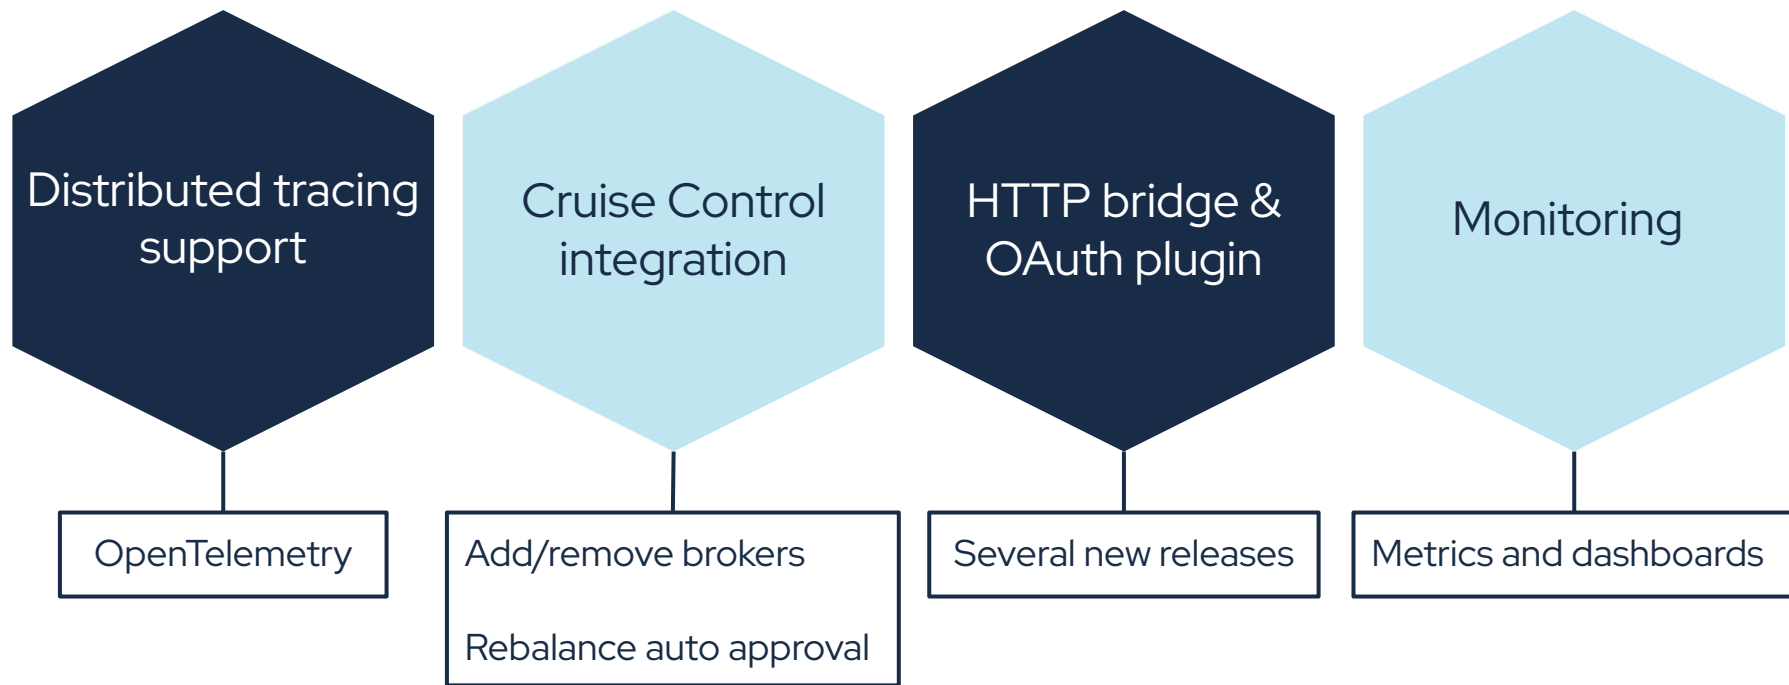 Distributed tracing
support
Cruise Control
integration
HTTP bridge &
OAuth plugin
Monitoring
OpenTelemetry
Add/remove brokers
Rebalance auto approval
Several new releases
Metrics and dashboards